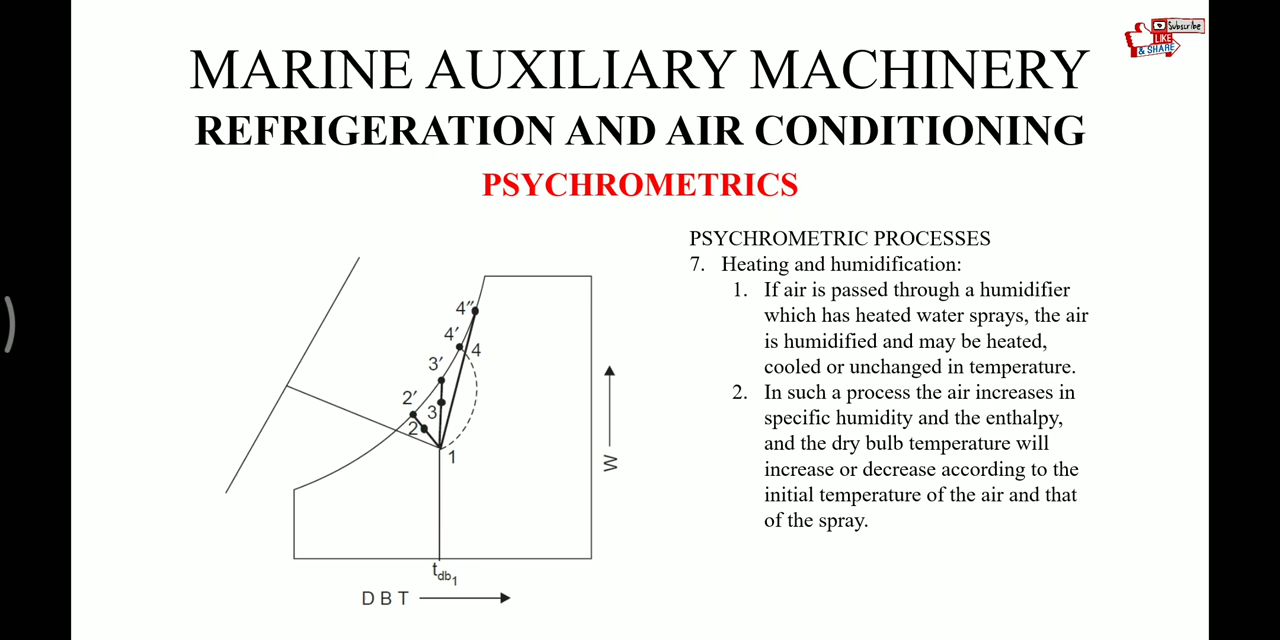 Subscribe
LIKE
& SHARE
MARINE AUXILIARY MACHINERY
REFRIGERATION AND AIR CONDITIONING
PSYCHROMETRICS
PSYCHROMETRIC PROCESSES
7. Heating and humidification:
1. If air is passed through a humidifier
which has heated water sprays, the air
is humidified and may be heated,
cooled or unchanged in temperature.
2. In such a process the air increases in
specific humidity and the enthalpy,
and the dry bulb temperature will
increase or decrease according to the
initial temperature of the air and that
of the spray.
4″
4′
4
3′
2′
3
2
1
W
tdb1
D B T